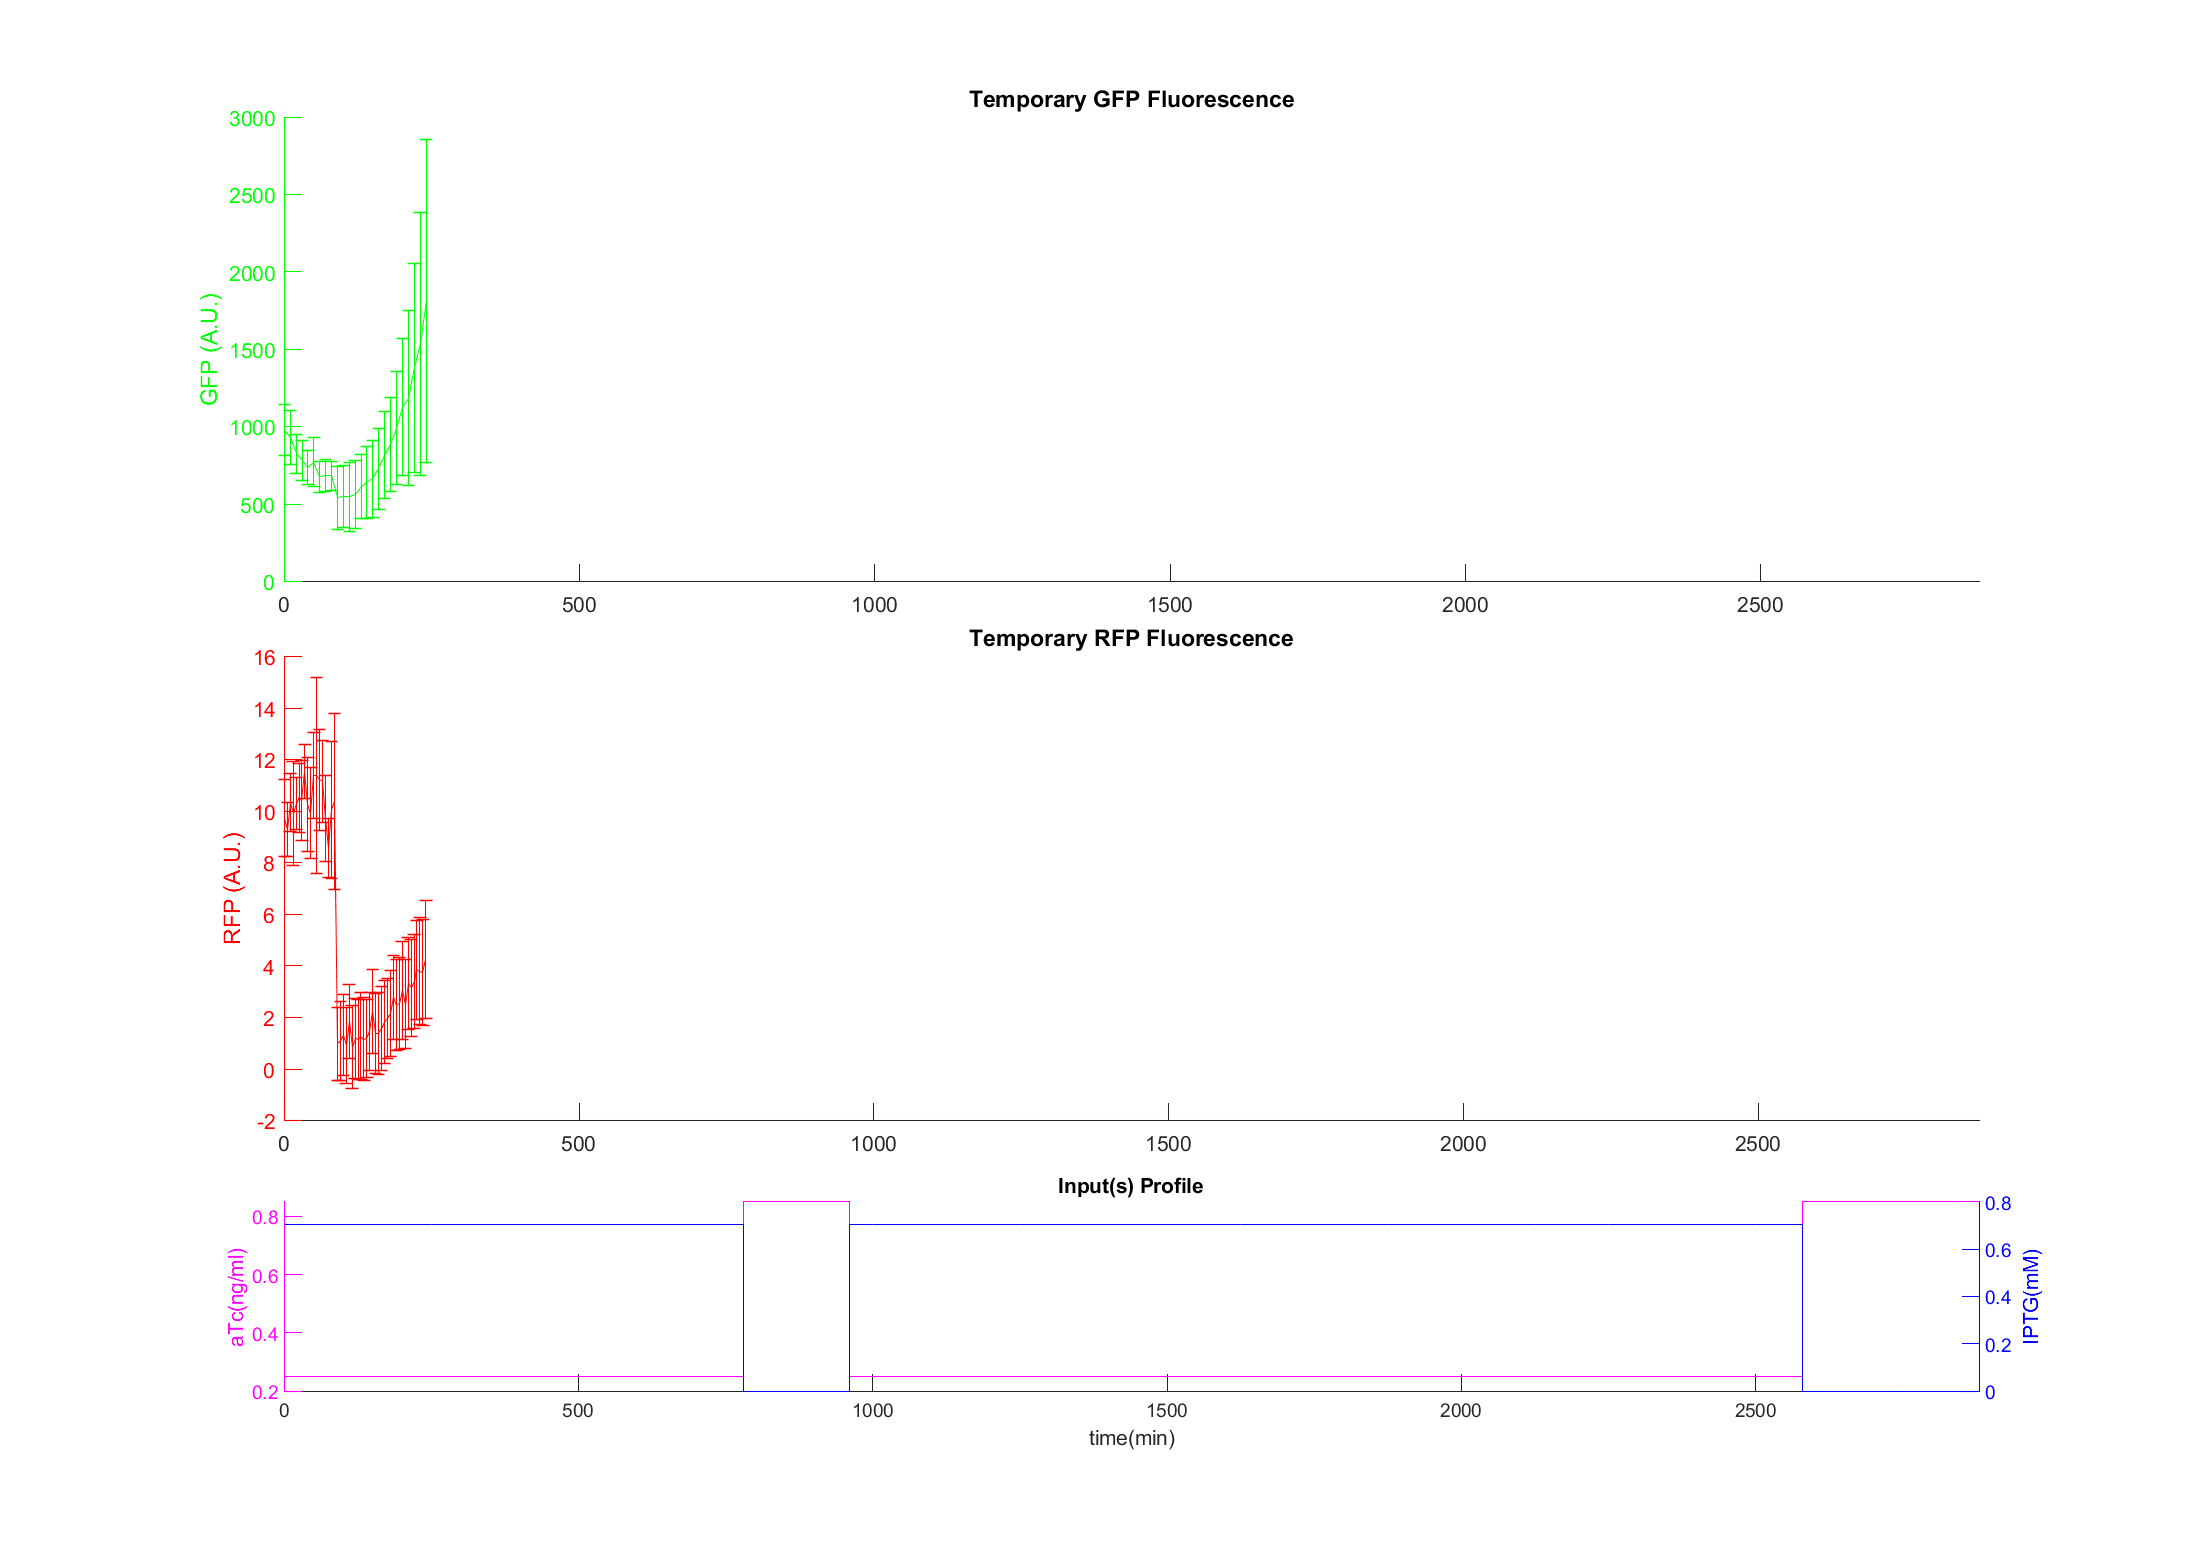 Temporary GFP Fluorescence
3000
2500
2000
1500
1000
500
0
GFP (A.U.)
0 500 1000 1500 2000 2500
Temporary RFP Fluorescence
16
14
12
10
8
6
4
2
0
-2
RFP (A.U.)
0 500 1000 1500 2000 2500
Input(s) Profile
0.8
0.6
0.4
0.2
aTc(ng/ml)
0.8
0.6
0.4
0.2
0
IPTG(mM)
0 500 1000 1500 2000 2500
time(min)